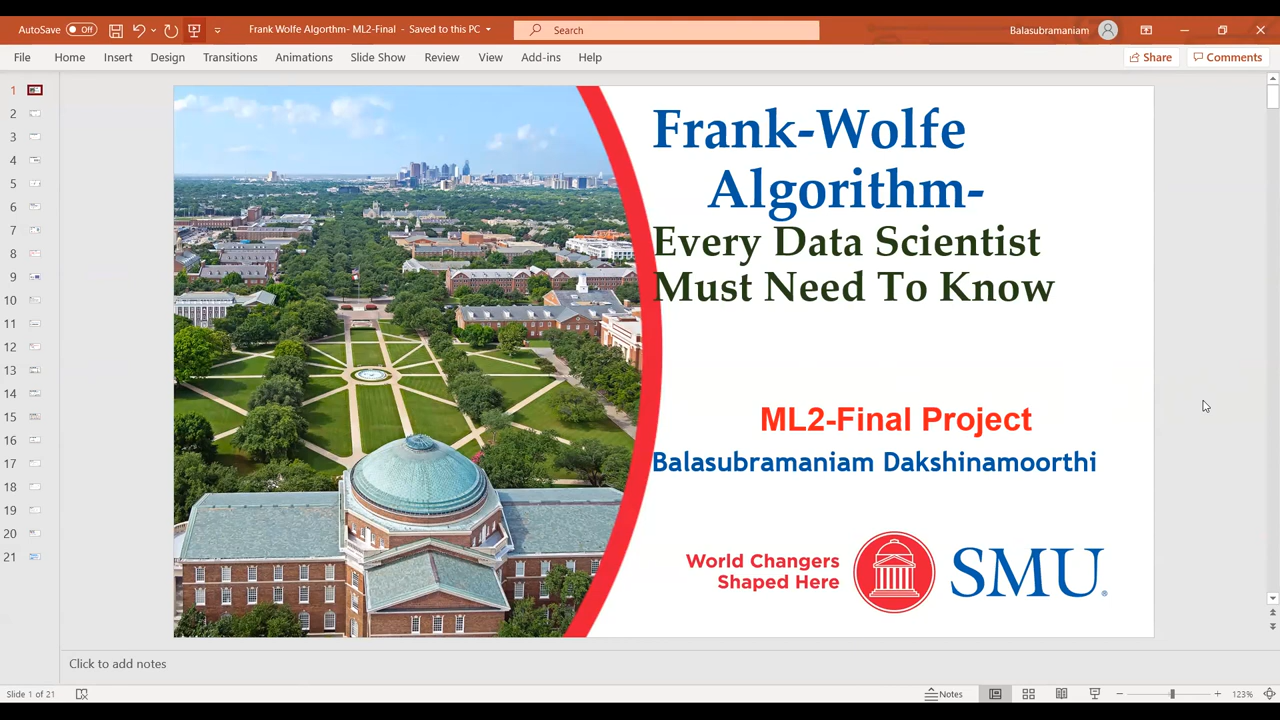 AutoSave Off
Frank Wolfe Algorthm- ML2-Final - Saved to this PC
Search
Balasubramaniam
File Home Insert Design Transitions Animations Slide Show Review View Add-ins Help
Share Comments
1
2
3
4
5
6
7
8
9
10
11
12
13
14
15
16
17
18
19
20
21
Frank-Wolfe
Algorithm-
Every Data Scientist
Must Need To Know
ML2-Final Project
Balasubramaniam Dakshinamoorthi
World Changers
Shaped Here
SMU®
Click to add notes
Slide 1 of 21
Notes
123%